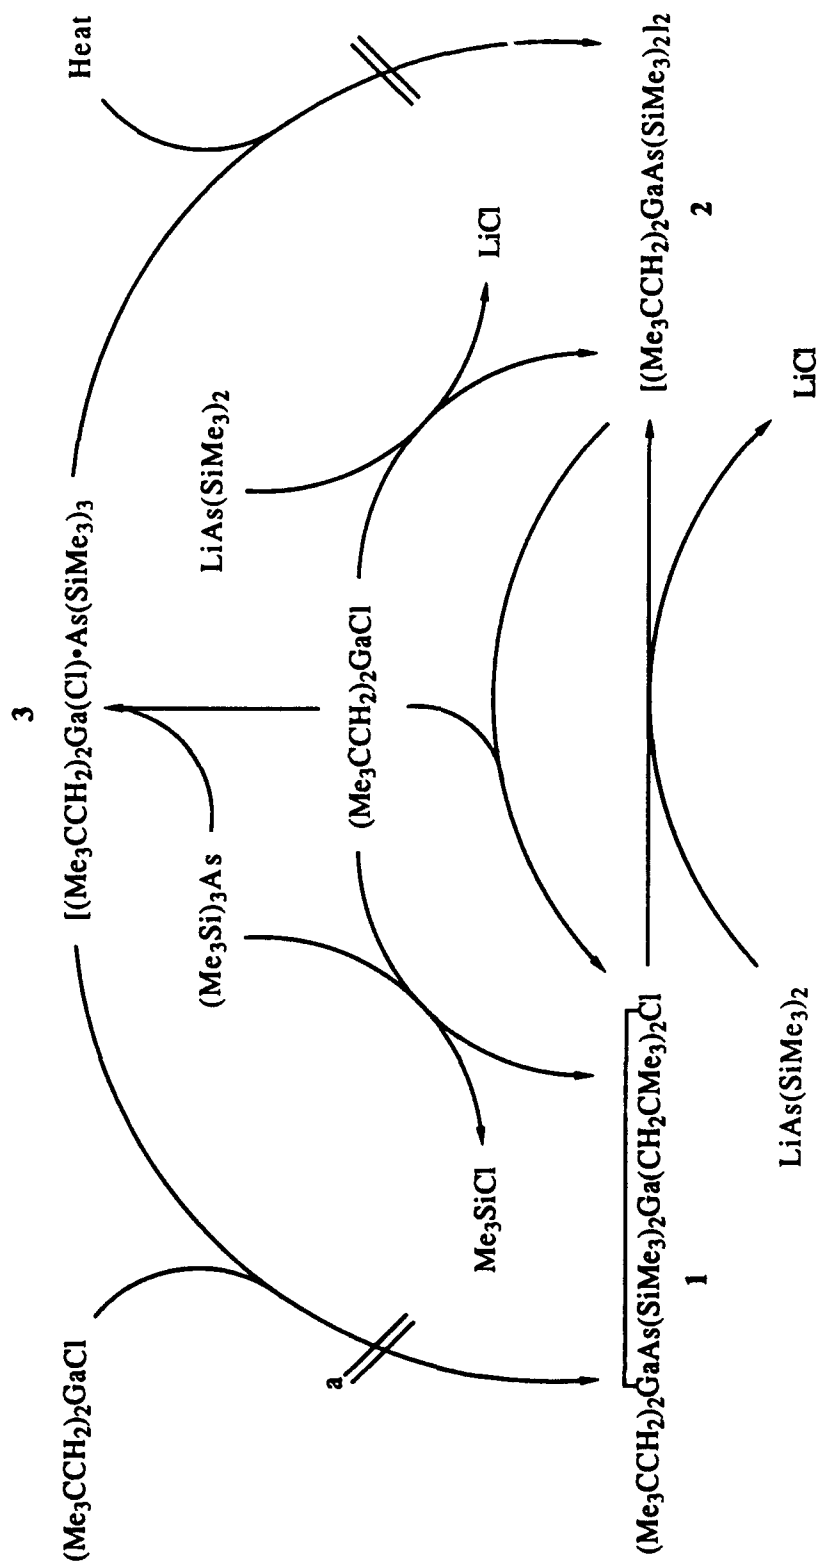 3
(Me₃CCH₂)₂GaCl
[(Me₃CCH₂)₂Ga(Cl)•As(SiMe₃)₃
Heat
(Me₃Si)₃As
LiAs(SiMe₃)₂
a
(Me₃CCH₂)₂GaCl
Me₃SiCl
LiCl
(Me₃CCH₂)₂GaAs(SiMe₃)₂Ga(CH₂CMe₃)₂Cl
[(Me₃CCH₂)₂GaAs(SiMe₃)₂]₂
1
2
LiAs(SiMe₃)₂
LiCl